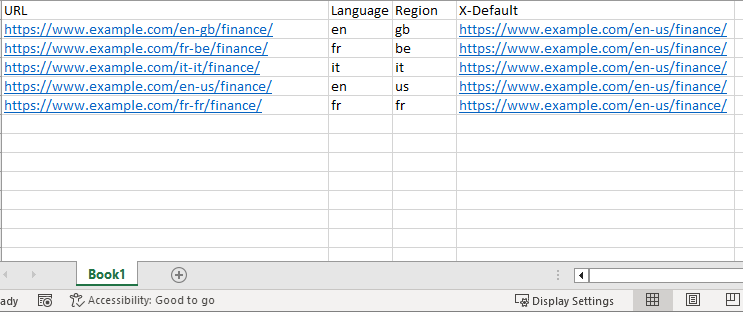 URL Language Region X-Default
https://www.example.com/en-gb/finance/ en gb https://www.example.com/en-us/finance/
https://www.example.com/fr-be/finance/ fr be https://www.example.com/en-us/finance/
https://www.example.com/it-it/finance/ it it https://www.example.com/en-us/finance/
https://www.example.com/en-us/finance/ en us https://www.example.com/en-us/finance/
https://www.example.com/fr-fr/finance/ fr fr https://www.example.com/en-us/finance/
Book1
ady Accessibility: Good to go Display Settings